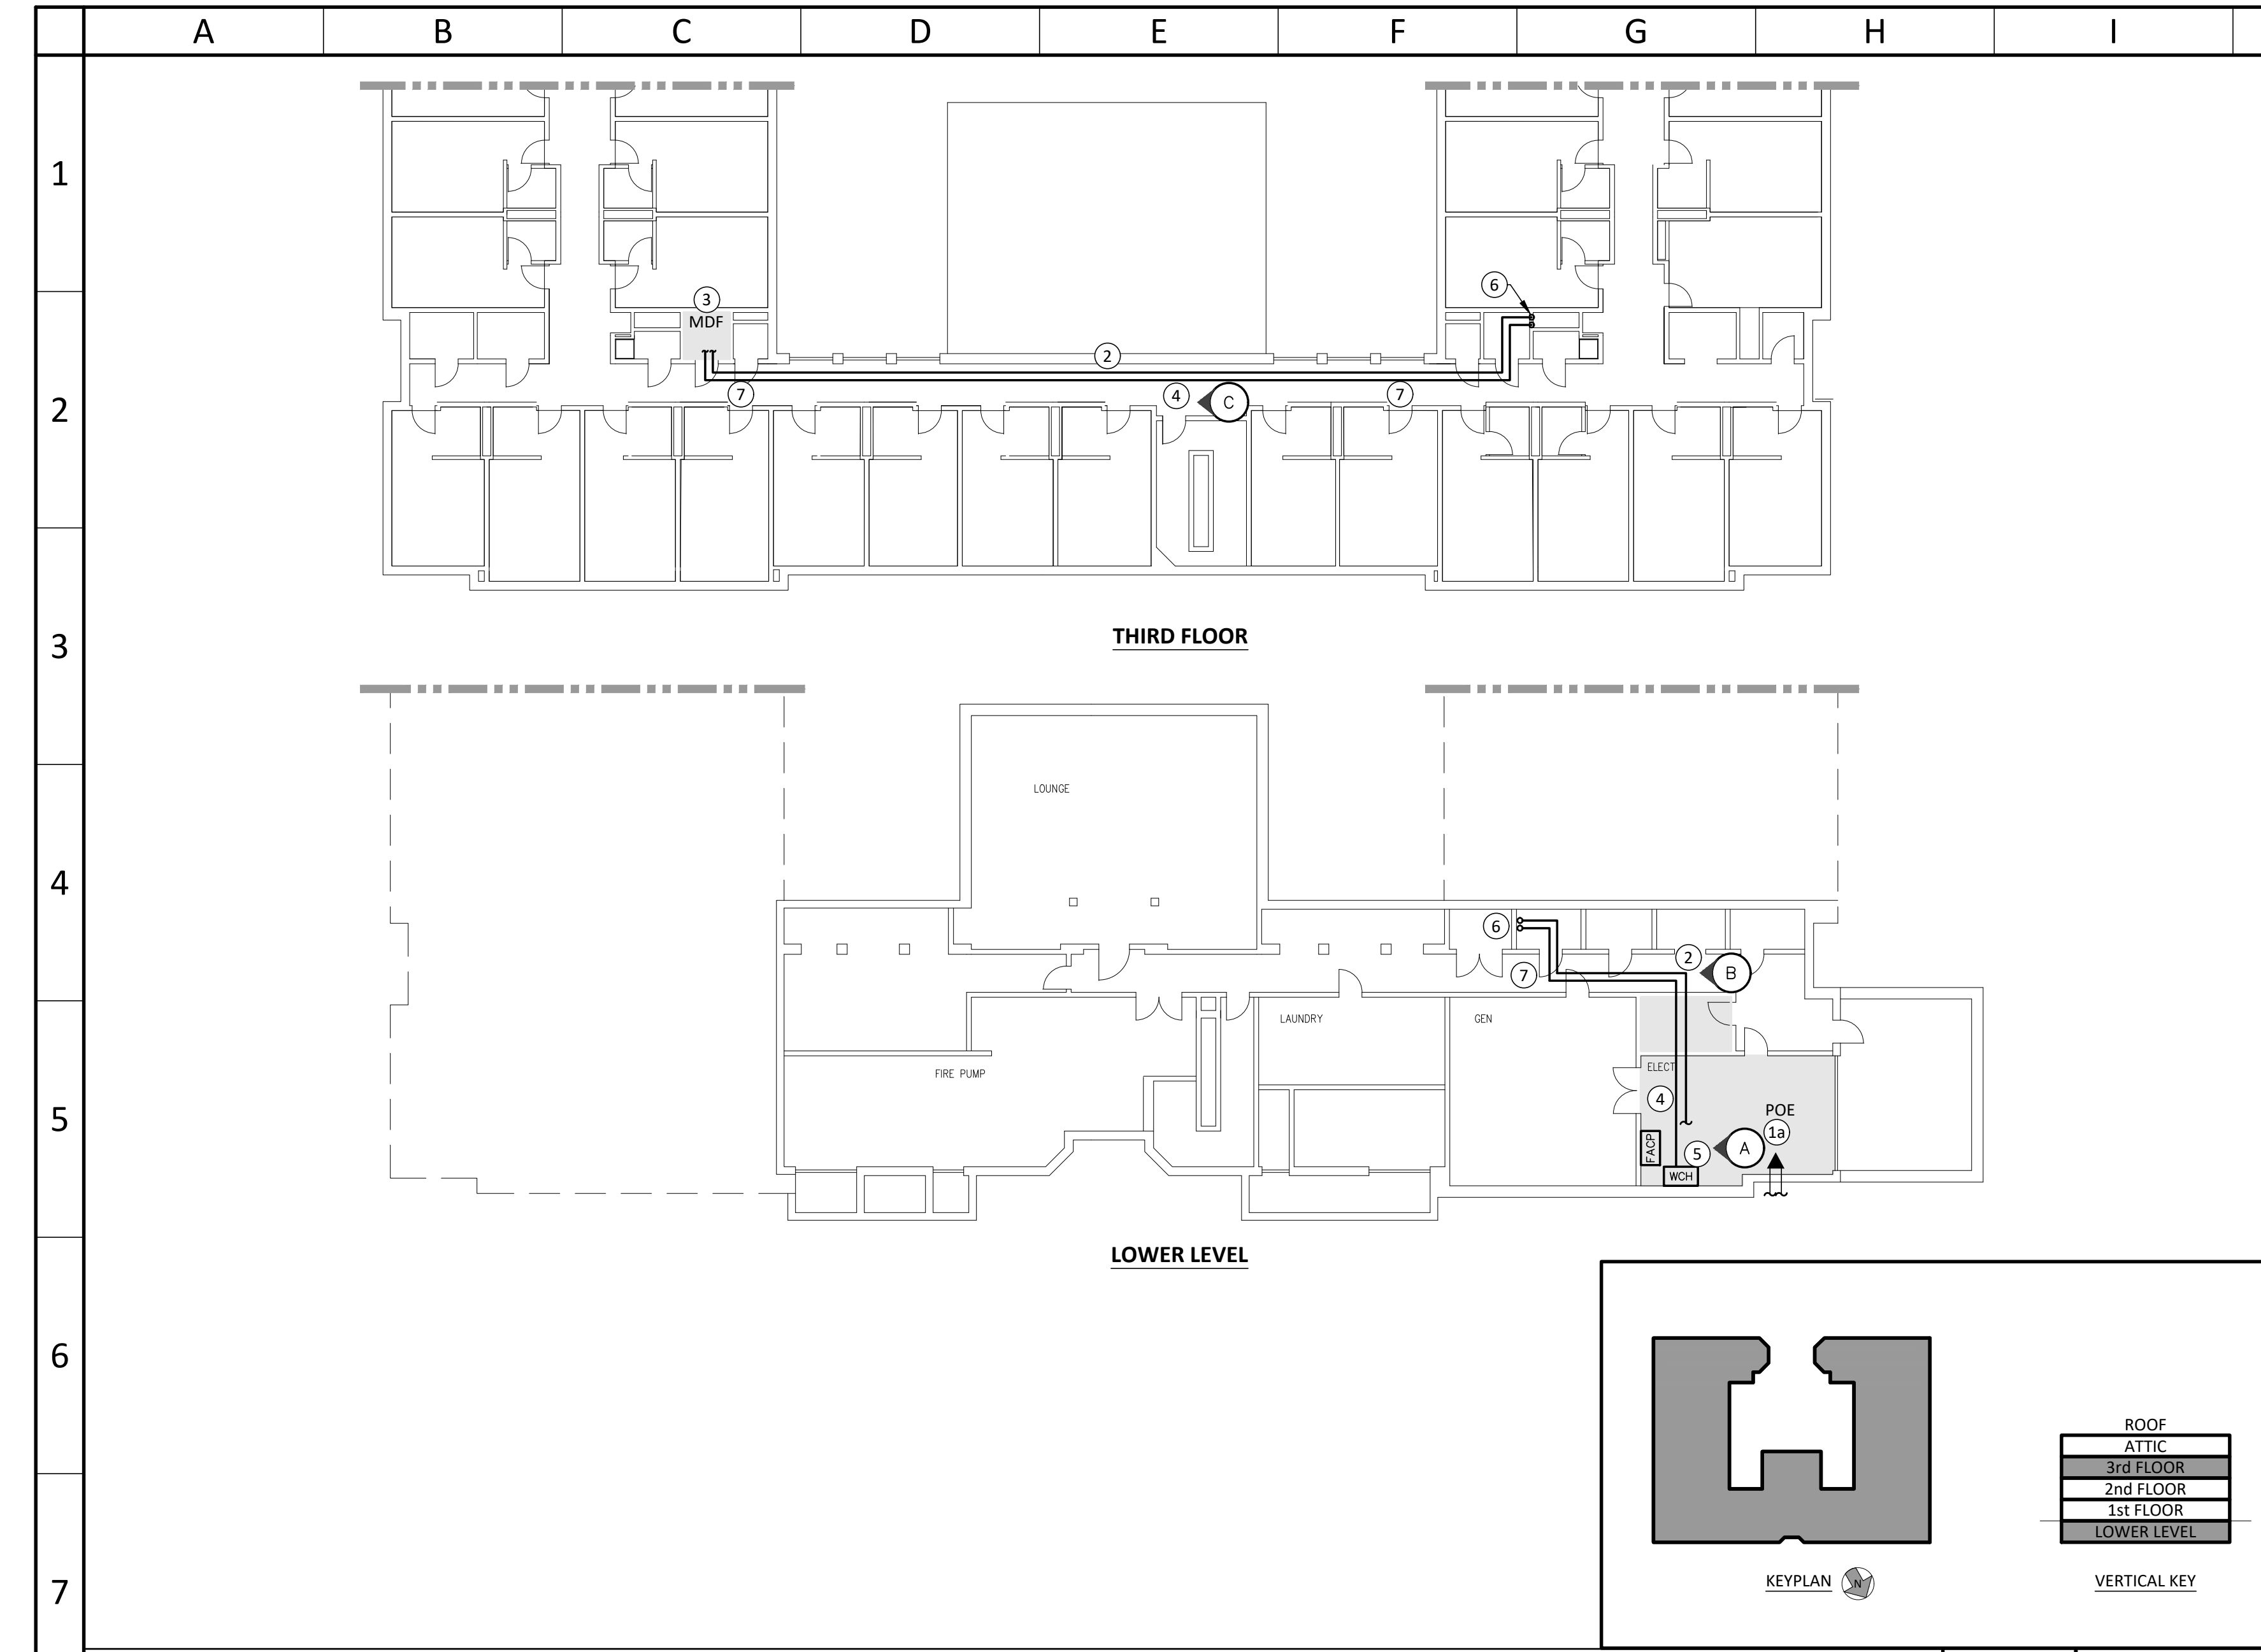 A B C D E F G H I
1
2
3
4
5
6
7
3
MDF
6
2
7
4
C
7
THIRD FLOOR
LOUNGE
6
2
7
B
LAUNDRY
GEN
FIRE PUMP
ELECT
4
POE
1a
FACP
5
A
WCH
LOWER LEVEL
ROOF
ATTIC
3rd FLOOR
2nd FLOOR
1st FLOOR
LOWER LEVEL
KEYPLAN
N
VERTICAL KEY